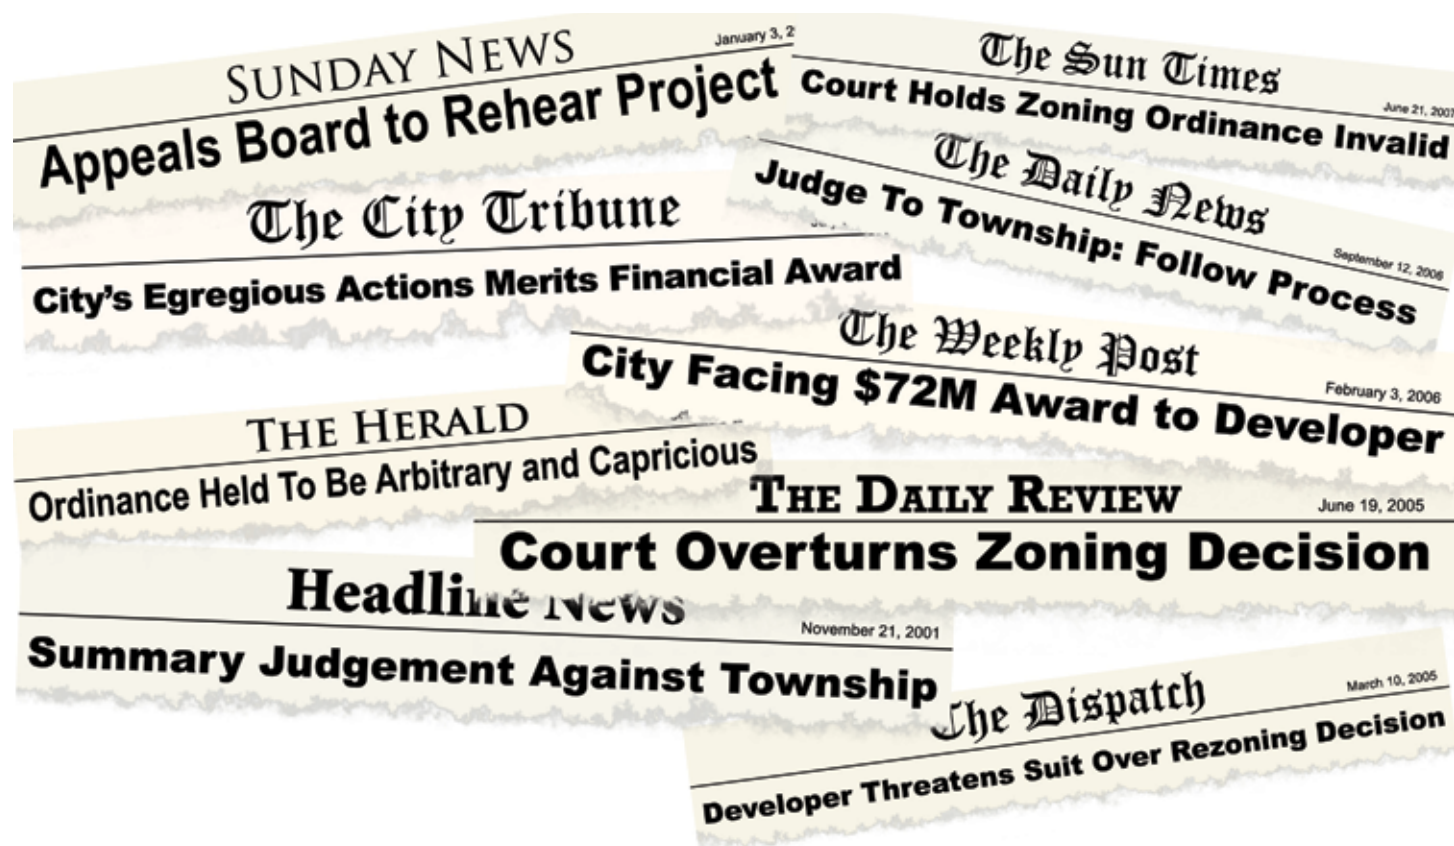 SUNDAY NEWS
January 3, 2
Appeals Board to Rehear Project
The Sun Times
June 21, 2007
Court Holds Zoning Ordinance Invalid
The Daily News
September 12, 2006
Judge To Township: Follow Process
The City Tribune
City's Egregious Actions Merits Financial Award
The Weekly Post
February 3, 2006
City Facing $72M Award to Developer
THE HERALD
Ordinance Held To Be Arbitrary and Capricious
THE DAILY REVIEW
June 19, 2005
Court Overturns Zoning Decision
Headline News
November 21, 2001
Summary Judgement Against Township
The Dispatch
March 10, 2005
Developer Threatens Suit Over Rezoning Decision